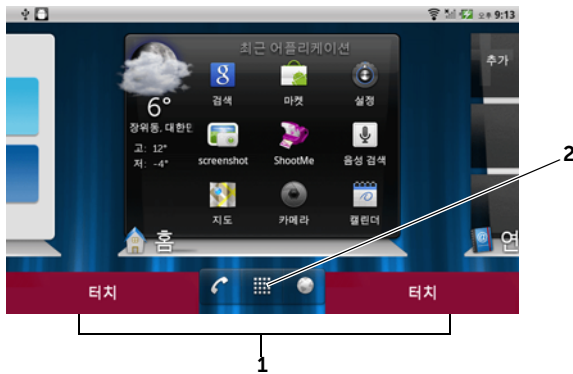 오후 9:13
최근 어플리케이션
추가
8
검색
마켓
설정
6°
장위동, 대한민
고: 12°
저: -4°
screenshot
ShootMe
음성 검색
지도
카메라
캘린더
홈
연
터치
터치
1
2